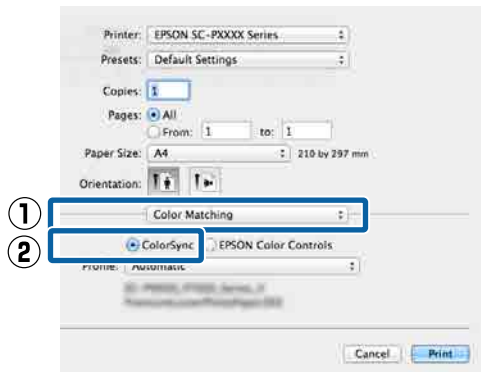 Printer: EPSON SC-PXXXX Series
Presets: Default Settings
Copies: 1
Pages: All
From: 1 to: 1
Paper Size: A4 210 by 297 mm
Orientation:
1 Color Matching
2 ColorSync EPSON Color Controls
Profile: Automatic
Cancel Print